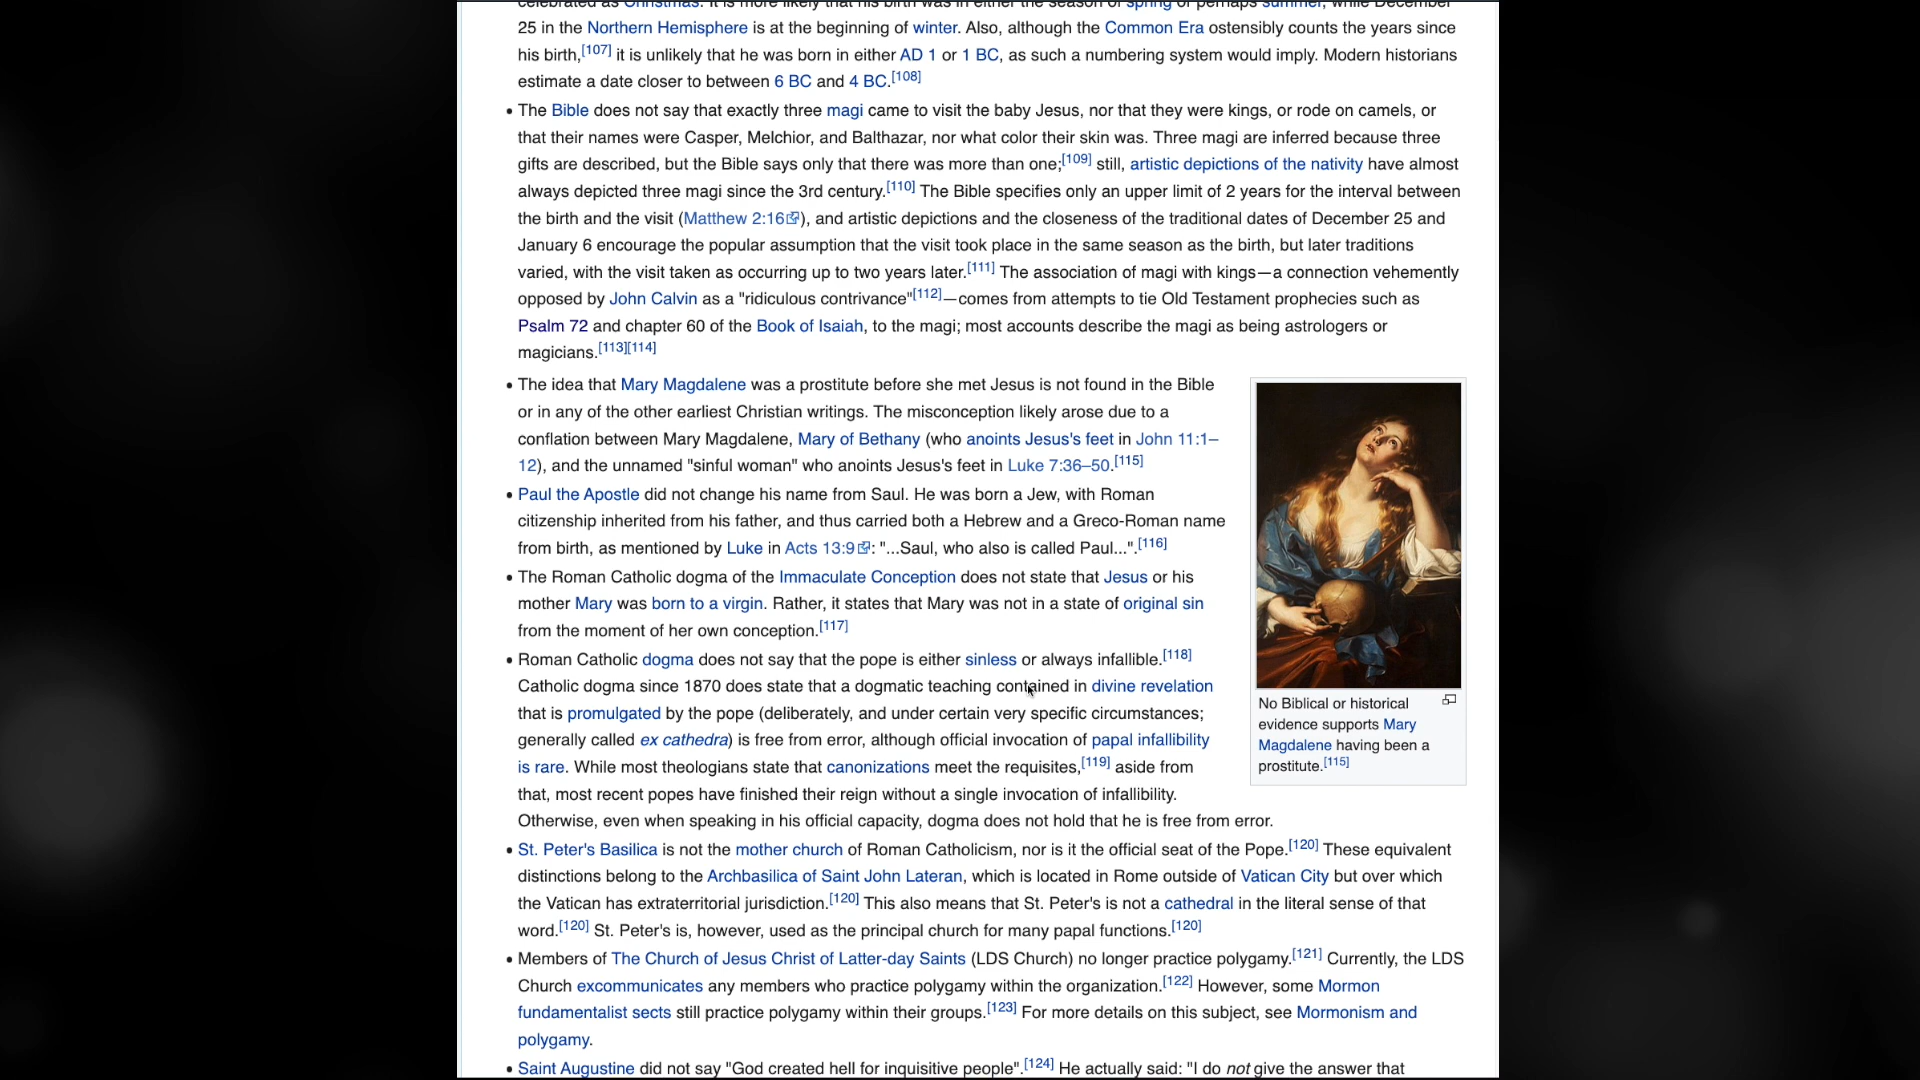 celebrated as Christmas. It is more likely that his birth was in either the season of spring or perhaps summer, while December
25 in the Northern Hemisphere is at the beginning of winter. Also, although the Common Era ostensibly counts the years since
his birth,[107] it is unlikely that he was born in either AD 1 or 1 BC, as such a numbering system would imply. Modern historians
estimate a date closer to between 6 BC and 4 BC.[108]
• The Bible does not say that exactly three magi came to visit the baby Jesus, nor that they were kings, or rode on camels, or
that their names were Casper, Melchior, and Balthazar, nor what color their skin was. Three magi are inferred because three
gifts are described, but the Bible says only that there was more than one;[109] still, artistic depictions of the nativity have almost
always depicted three magi since the 3rd century.[110] The Bible specifies only an upper limit of 2 years for the interval between
the birth and the visit (Matthew 2:16), and artistic depictions and the closeness of the traditional dates of December 25 and
January 6 encourage the popular assumption that the visit took place in the same season as the birth, but later traditions
varied, with the visit taken as occurring up to two years later.[111] The association of magi with kings—a connection vehemently
opposed by John Calvin as a "ridiculous contrivance"[112]—comes from attempts to tie Old Testament prophecies such as
Psalm 72 and chapter 60 of the Book of Isaiah, to the magi; most accounts describe the magi as being astrologers or
magicians.[113][114]
• The idea that Mary Magdalene was a prostitute before she met Jesus is not found in the Bible
or in any of the other earliest Christian writings. The misconception likely arose due to a
conflation between Mary Magdalene, Mary of Bethany (who anoints Jesus's feet in John 11:1–
12), and the unnamed "sinful woman" who anoints Jesus's feet in Luke 7:36–50.[115]
• Paul the Apostle did not change his name from Saul. He was born a Jew, with Roman
citizenship inherited from his father, and thus carried both a Hebrew and a Greco-Roman name
from birth, as mentioned by Luke in Acts 13:9: "...Saul, who also is called Paul...".[116]
• The Roman Catholic dogma of the Immaculate Conception does not state that Jesus or his
mother Mary was born to a virgin. Rather, it states that Mary was not in a state of original sin
from the moment of her own conception.[117]
• Roman Catholic dogma does not say that the pope is either sinless or always infallible.[118]
Catholic dogma since 1870 does state that a dogmatic teaching contained in divine revelation
that is promulgated by the pope (deliberately, and under certain very specific circumstances;
generally called ex cathedra) is free from error, although official invocation of papal infallibility
is rare. While most theologians state that canonizations meet the requisites,[119] aside from
that, most recent popes have finished their reign without a single invocation of infallibility.
Otherwise, even when speaking in his official capacity, dogma does not hold that he is free from error.
No Biblical or historical
evidence supports Mary
Magdalene having been a
prostitute.[115]
• St. Peter's Basilica is not the mother church of Roman Catholicism, nor is it the official seat of the Pope.[120] These equivalent
distinctions belong to the Archbasilica of Saint John Lateran, which is located in Rome outside of Vatican City but over which
the Vatican has extraterritorial jurisdiction.[120] This also means that St. Peter's is not a cathedral in the literal sense of that
word.[120] St. Peter's is, however, used as the principal church for many papal functions.[120]
• Members of The Church of Jesus Christ of Latter-day Saints (LDS Church) no longer practice polygamy.[121] Currently, the LDS
Church excommunicates any members who practice polygamy within the organization.[122] However, some Mormon
fundamentalist sects still practice polygamy within their groups.[123] For more details on this subject, see Mormonism and
polygamy.
• Saint Augustine did not say "God created hell for inquisitive people".[124] He actually said: "I do not give the answer that